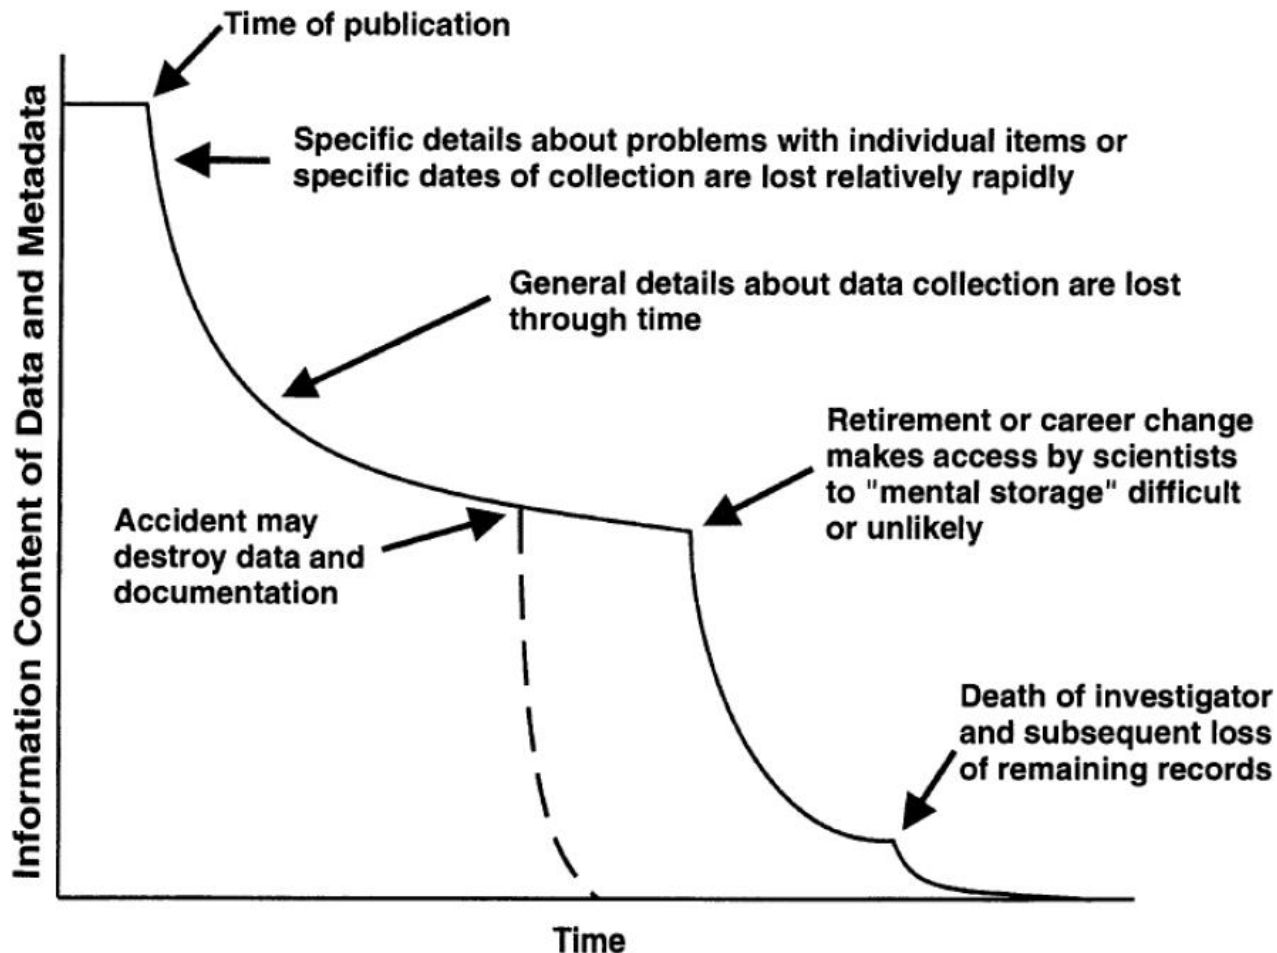 Time of publication
Specific details about problems with individual items or
specific dates of collection are lost relatively rapidly
General details about data collection are lost
through time
Retirement or career change
makes access by scientists
to "mental storage" difficult
or unlikely
Accident may
destroy data and
documentation
Death of investigator
and subsequent loss
of remaining records
Information Content of Data and Metadata
Time